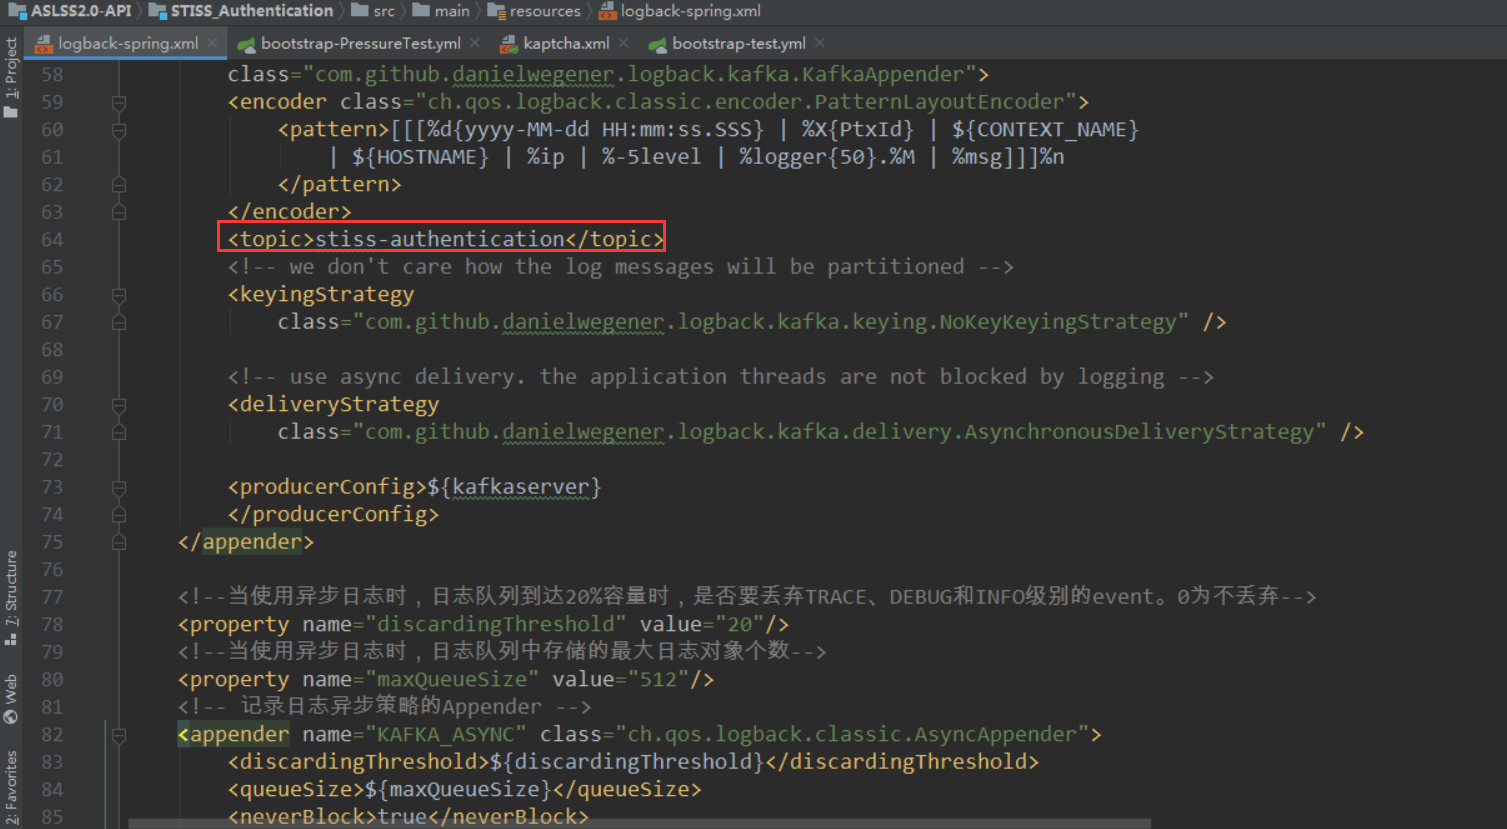 ASLSS2.0-API STISS_Authentication src main resources logback-spring.xml
logback-spring.xml bootstrap-PressureTest.yml kaptcha.xml bootstrap-test.yml
1: Project
7: Structure
Web
2: Favorites
58 class="com.github.danielwegener.logback.kafka.KafkaAppender">
59 <encoder class="ch.qos.logback.classic.encoder.PatternLayoutEncoder">
60 <pattern>[[[%d{yyyy-MM-dd HH:mm:ss.SSS} | %X{PtxId} | ${CONTEXT_NAME}
61 | ${HOSTNAME} | %ip | %-5level | %logger{50}.%M | %msg]]]%n
62 </pattern>
63 </encoder>
64 <topic>stiss-authentication</topic>
65 <!-- we don't care how the log messages will be partitioned -->
66 <keyingStrategy
67 class="com.github.danielwegener.logback.kafka.keying.NoKeyKeyingStrategy" />
68
69 <!-- use async delivery. the application threads are not blocked by logging -->
70 <deliveryStrategy
71 class="com.github.danielwegener.logback.kafka.delivery.AsynchronousDeliveryStrategy" />
72
73 <producerConfig>${kafkaserver}
74 </producerConfig>
75 </appender>
76
77 <!--当使用异步日志时，日志队列到达20%容量时，是否要丢弃TRACE、DEBUG和INFO级别的event。0为不丢弃-->
78 <property name="discardingThreshold" value="20"/>
79 <!--当使用异步日志时，日志队列中存储的最大日志对象个数-->
80 <property name="maxQueueSize" value="512"/>
81 <!-- 记录日志异步策略的Appender -->
82 <appender name="KAFKA_ASYNC" class="ch.qos.logback.classic.AsyncAppender">
83 <discardingThreshold>${discardingThreshold}</discardingThreshold>
84 <queueSize>${maxQueueSize}</queueSize>
85 <neverBlock>true</neverBlock>